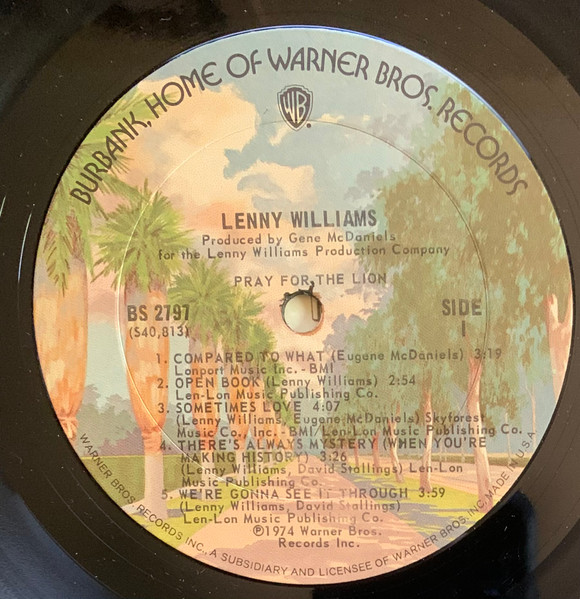 BURBANK, HOME OF WARNER BROS. RECORDS
WB
LENNY WILLIAMS
Produced by Gene McDaniels
for the Lenny Williams Production Company
PRAY FOR THE LION
BS 2797
(S40,813)
SIDE
1
1. COMPARED TO WHAT (Eugene McDaniels) 3:19
Lonport Music Inc. - BMI
2. OPEN BOOK (Lenny Williams) 2:54
Len-Lon Music Publishing Co.
3. SOMETIMES LOVE 4:07
(Lenny Williams, Eugene McDaniels) Skyforest
Music Co., Inc. - BMI/Len-Lon Music Publishing Co.
4. THERE'S ALWAYS MYSTERY (WHEN YOU'RE
MAKING HISTORY) 3:26
(Lenny Williams, David Stallings) Len-Lon
Music Publishing Co.
5. WE'RE GONNA SEE IT THROUGH 3:59
(Lenny Williams, David Stallings)
Len-Lon Music Publishing Co.
℗1974 Warner Bros.
Records Inc.
WARNER BROS. RECORDS INC., A SUBSIDIARY AND LICENSEE OF WARNER BROS. INC. MADE IN U.S.A.